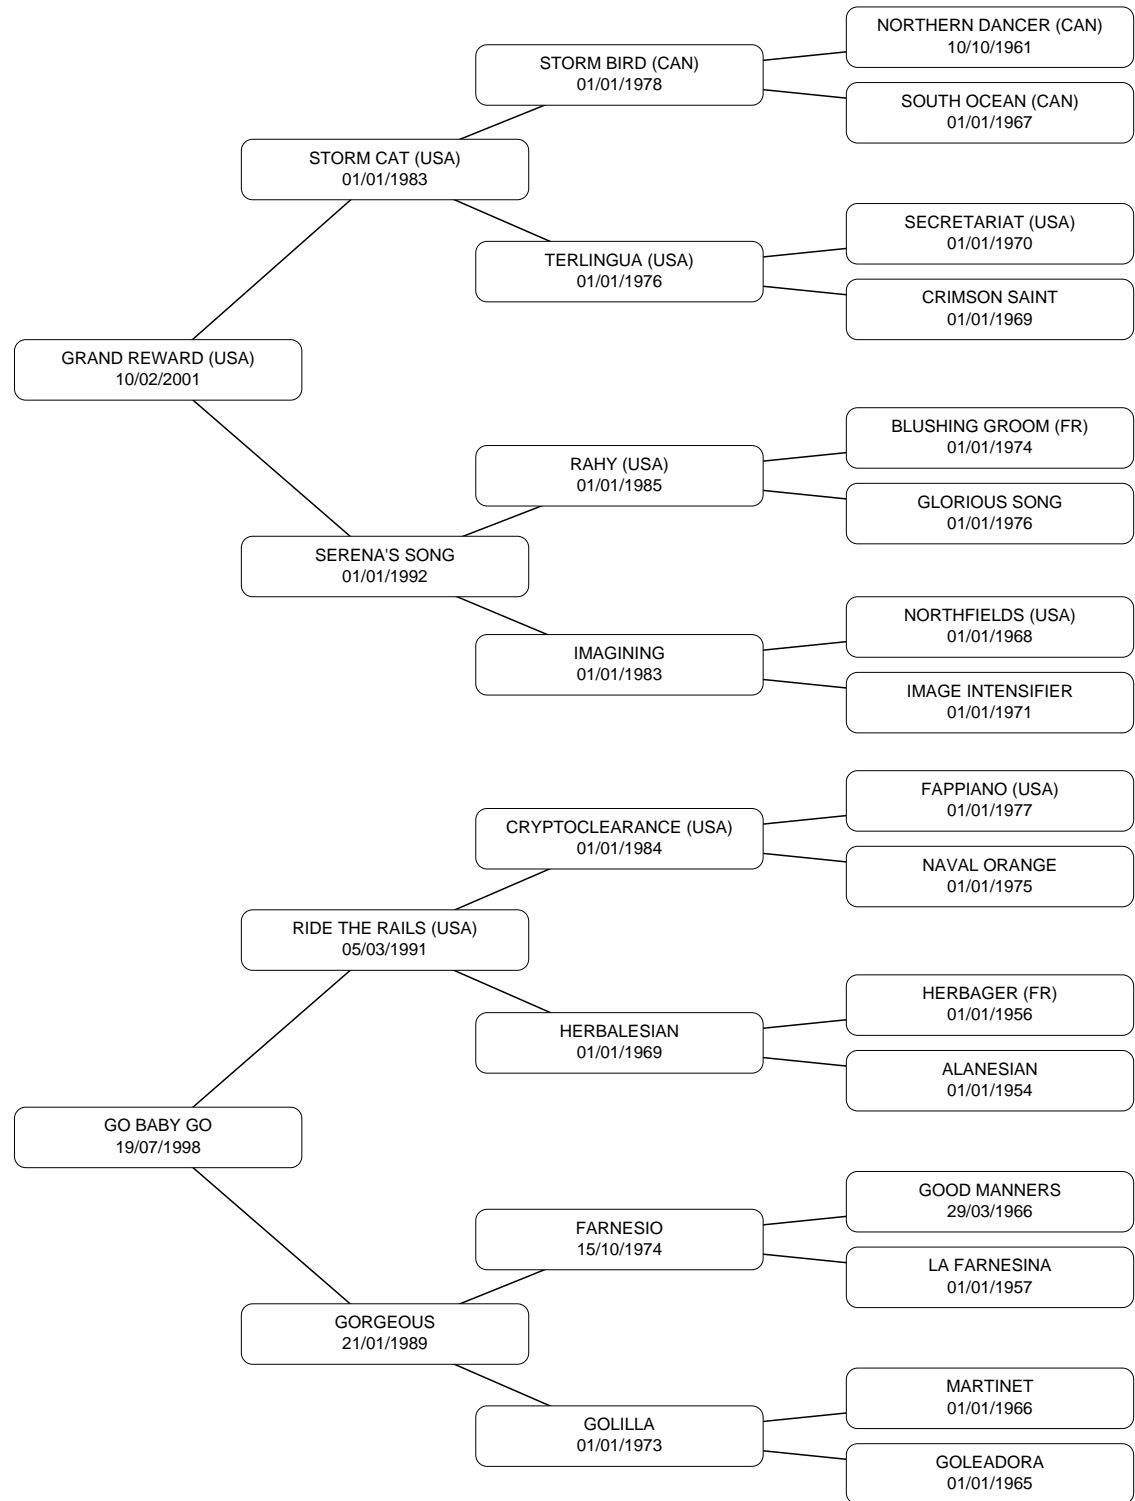 NORTHERN DANCER (CAN)
10/10/1961
STORM BIRD (CAN)
01/01/1978
SOUTH OCEAN (CAN)
01/01/1967
STORM CAT (USA)
01/01/1983
SECRETARIAT (USA)
01/01/1970
TERLINGUA (USA)
01/01/1976
CRIMSON SAINT
01/01/1969
GRAND REWARD (USA)
10/02/2001
BLUSHING GROOM (FR)
01/01/1974
RAHY (USA)
01/01/1985
GLORIOUS SONG
01/01/1976
SERENA'S SONG
01/01/1992
NORTHFIELDS (USA)
01/01/1968
IMAGINING
01/01/1983
IMAGE INTENSIFIER
01/01/1971
FAPPIANO (USA)
01/01/1977
CRYPTOCLEARANCE (USA)
01/01/1984
NAVAL ORANGE
01/01/1975
RIDE THE RAILS (USA)
05/03/1991
HERBAGER (FR)
01/01/1956
HERBALESIAN
01/01/1969
ALANESIAN
01/01/1954
GO BABY GO
19/07/1998
GOOD MANNERS
29/03/1966
FARNESIO
15/10/1974
LA FARNESINA
01/01/1957
GORGEOUS
21/01/1989
MARTINET
01/01/1966
GOLILLA
01/01/1973
GOLEADORA
01/01/1965